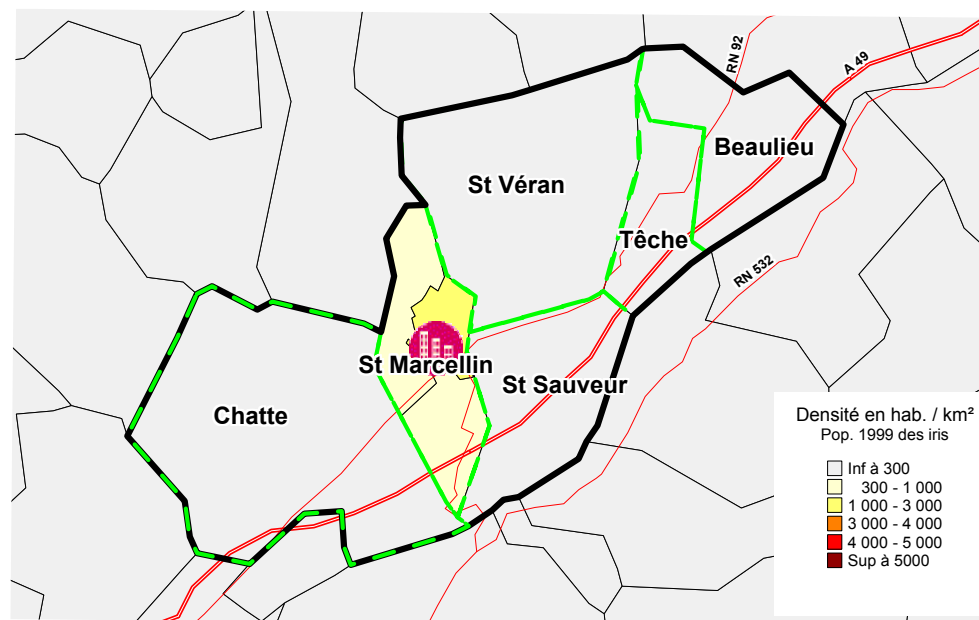 RN 92
A 49
Beaulieu
St Véran
Têche
RN 532
St Marcellin
St Sauveur
Chatte
Densité en hab. / km²
Pop. 1999 des iris
Inf à 300
300 - 1 000
1 000 - 3 000
3 000 - 4 000
4 000 - 5 000
Sup à 5000